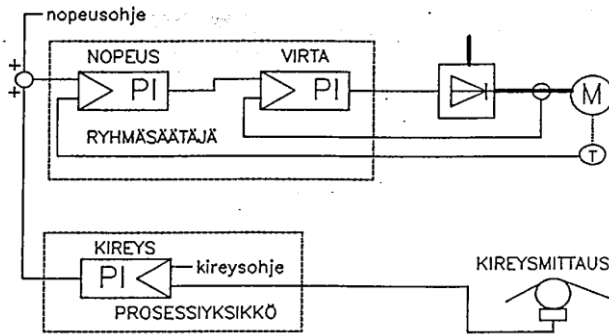 nopeusohje
+
+
NOPEUS
VIRTA
PI
PI
M
RYHMÄSÄÄTÄJÄ
T
KIREYS
PI
kireysohje
KIREYSMITTAUS
PROSESSIYKSIKKÖ